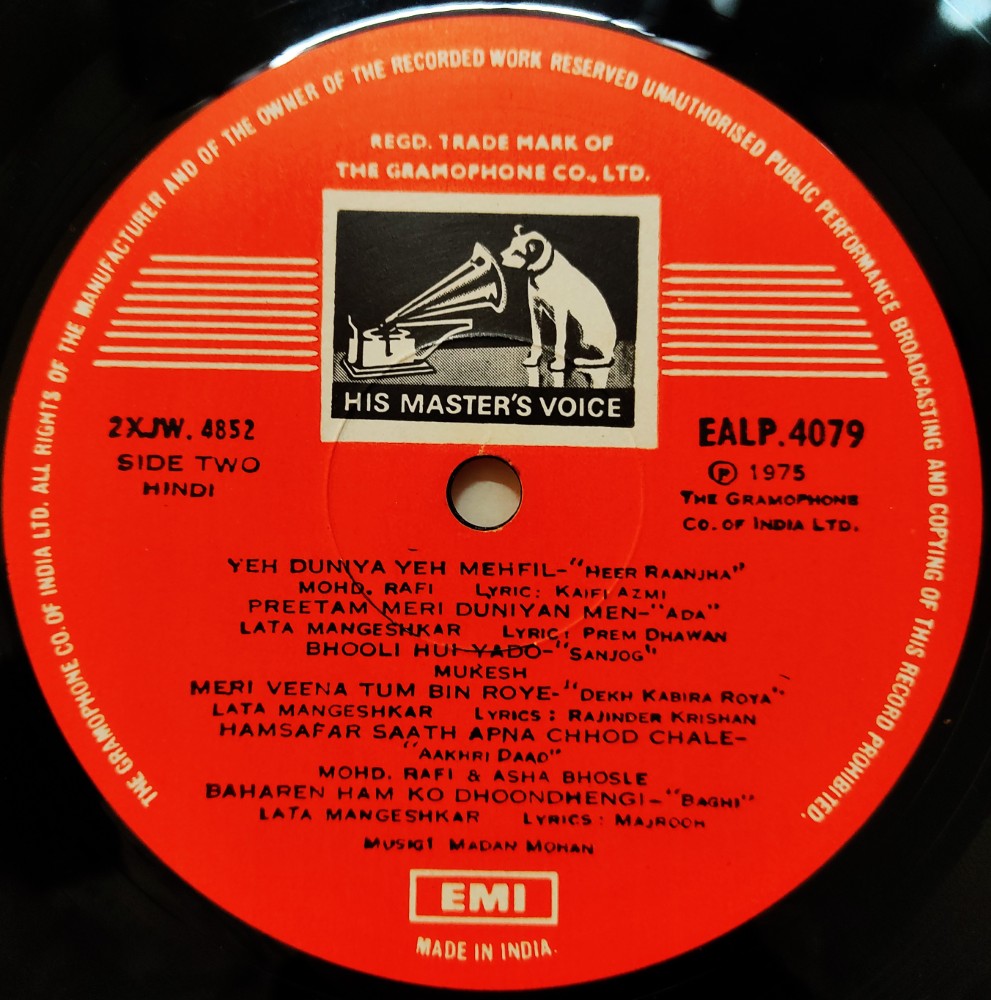 THE GRAMOPHONE CO. OF INDIA LTD. ALL RIGHTS OF THE MANUFACTURER AND OF THE OWNER OF THE RECORDED WORK RESERVED UNAUTHORISED PUBLIC PERFORMANCE BROADCASTING AND COPYING OF THIS RECORD PROHIBITED.
REGD. TRADE MARK OF
THE GRAMOPHONE CO., LTD.
HIS MASTER'S VOICE
2XJW. 4852
SIDE TWO
HINDI
EALP. 4079
Ⓟ 1975
THE GRAMOPHONE
CO. OF INDIA LTD.
YEH DUNIYA YEH MEHFIL-"HEER RAANJHA"
MOHD. RAFI LYRIC: KAIFI AZMI
PREETAM MERI DUNIYAN MEN-"ADA"
LATA MANGESHKAR LYRIC: PREM DHAWAN
BHOOLI HUI YADO-"SANJOG"
MUKESH
MERI VEENA TUM BIN ROYE-"DEKH KABIRA ROYA"
LATA MANGESHKAR LYRICS: RAJINDER KRISHAN
HAMSAFAR SAATH APNA CHHOD CHALE-
"AAKHRI DAAO"
MOHD. RAFI & ASHA BHOSLE
BAHAREN HAM KO DHOONDHENGI-"BAGHI"
LATA MANGESHKAR LYRICS: MAJROOH
MUSIC: MADAN MOHAN
EMI
MADE IN INDIA.